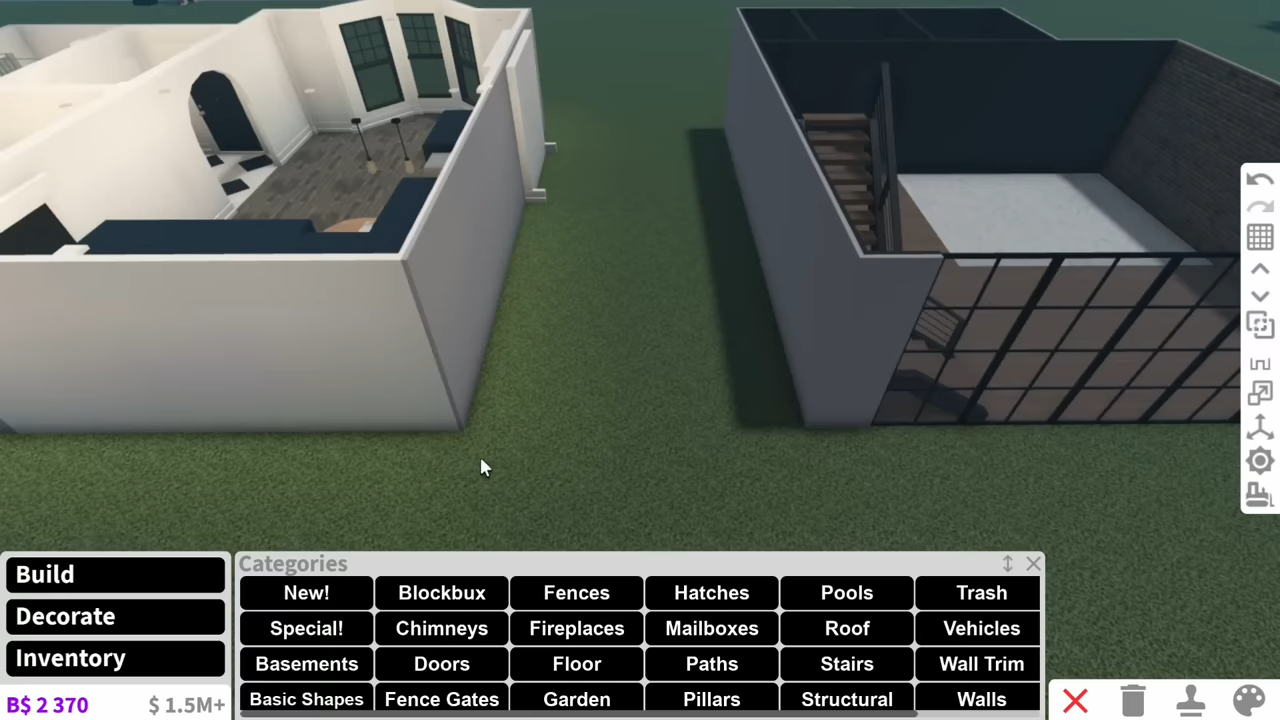 Build
Decorate
Inventory
B$ 2 370 $ 1.5M+
Categories
New! Blockbux Fences Hatches Pools Trash
Special! Chimneys Fireplaces Mailboxes Roof Vehicles
Basements Doors Floor Paths Stairs Wall Trim
Basic Shapes Fence Gates Garden Pillars Structural Walls